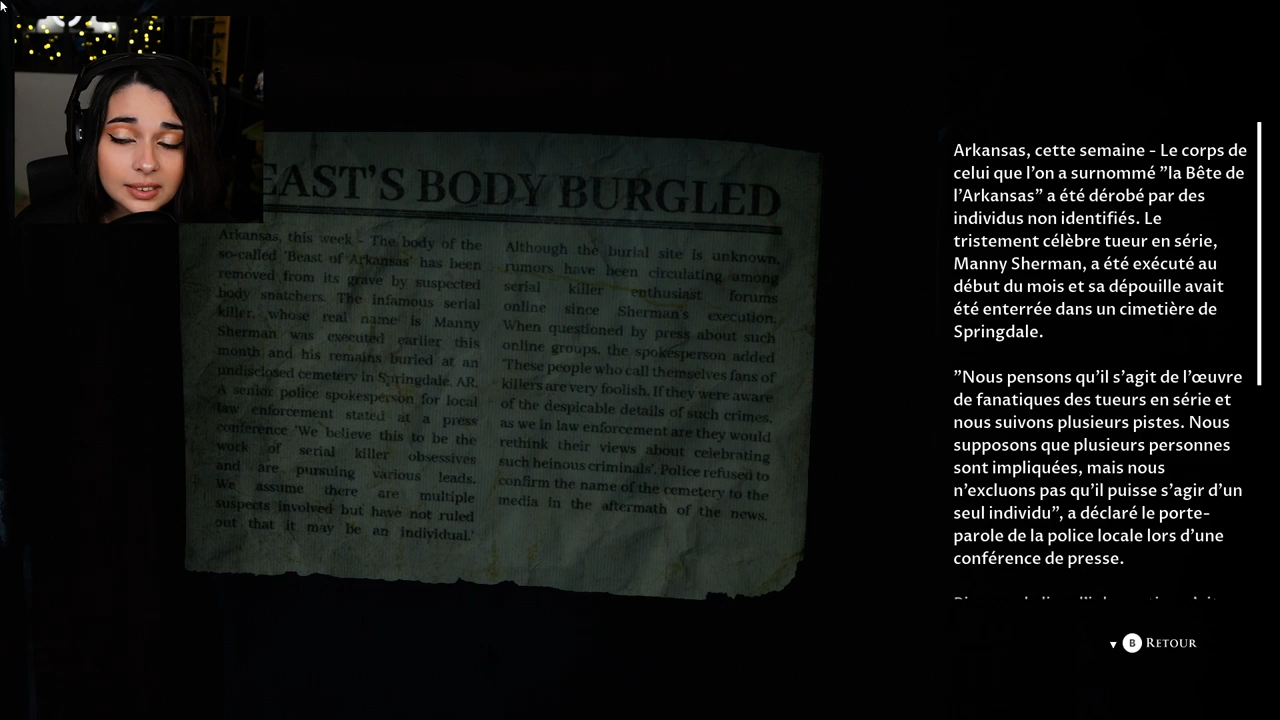 EAST'S BODY BURGLED
Arkansas, this week - The body of the
so-called 'Beast of Arkansas' has been
removed from its grave by suspected
body snatchers. The infamous serial
killer, whose real name is Manny
Sherman was executed earlier this
month and his remains buried at an
undisclosed cemetery in Springdale, AR.
A senior police spokesperson for local
law enforcement stated at a press
conference 'We believe this to be the
work of serial killer obsessives
and are pursuing various leads.
We assume there are multiple
suspects involved but have not ruled
out that it may be an individual.'
Although the burial site is unknown,
rumors have been circulating among
serial killer enthusiast forums
online since Sherman's execution.
When questioned by press about such
online groups, the spokesperson added
'These people who call themselves fans of
killers are very foolish. If they were aware
of the despicable details of such crimes,
as we in law enforcement are they would
rethink their views about celebrating
such heinous criminals'. Police refused to
confirm the name of the cemetery to the
media in the aftermath of the news.
Arkansas, cette semaine - Le corps de
celui que l'on a surnommé "la Bête de
l'Arkansas" a été dérobé par des
individus non identifiés. Le
tristement célèbre tueur en série,
Manny Sherman, a été exécuté au
début du mois et sa dépouille avait
été enterrée dans un cimetière de
Springdale.
"Nous pensons qu'il s'agit de l'œuvre
de fanatiques des tueurs en série et
nous suivons plusieurs pistes. Nous
supposons que plusieurs personnes
sont impliquées, mais nous
n'excluons pas qu'il puisse s'agir d'un
seul individu", a déclaré le porte-
parole de la police locale lors d'une
conférence de presse.
B RETOUR